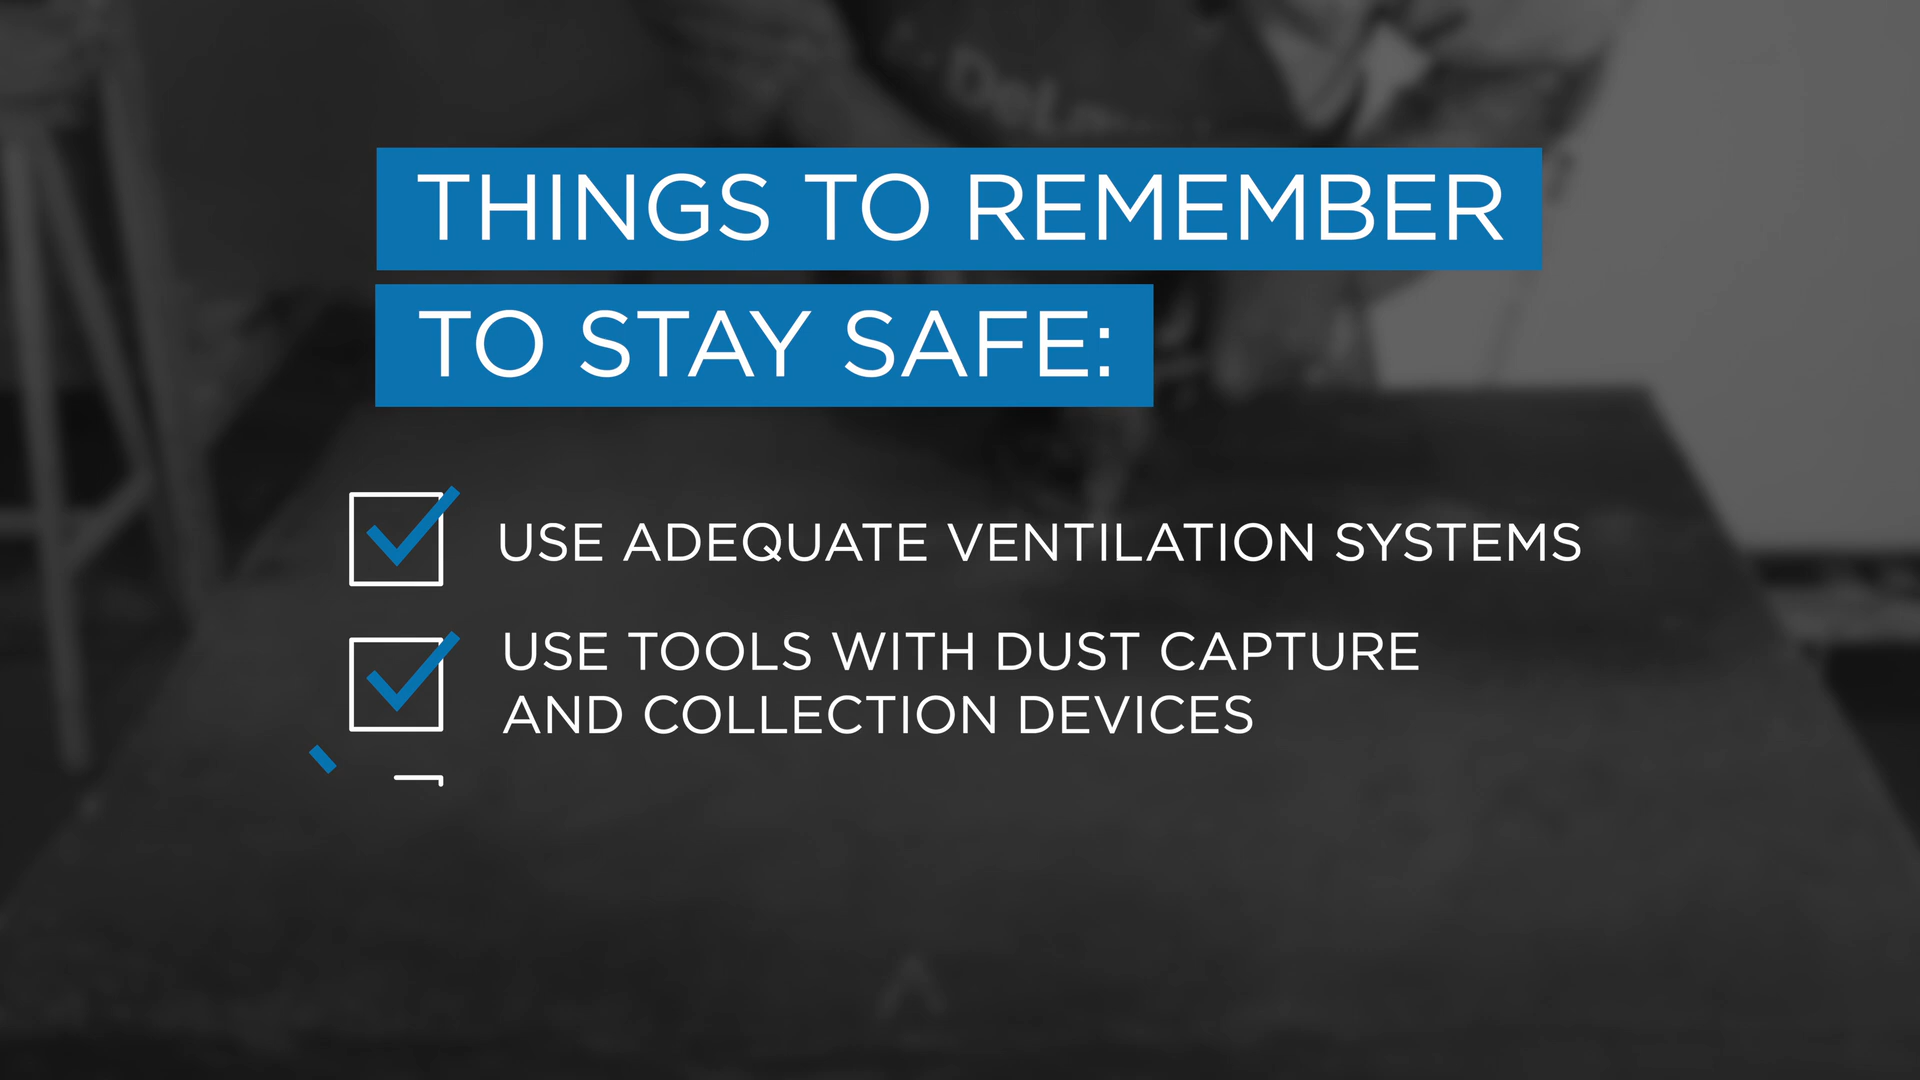 THINGS TO REMEMBER
TO STAY SAFE:
USE ADEQUATE VENTILATION SYSTEMS
USE TOOLS WITH DUST CAPTURE
AND COLLECTION DEVICES